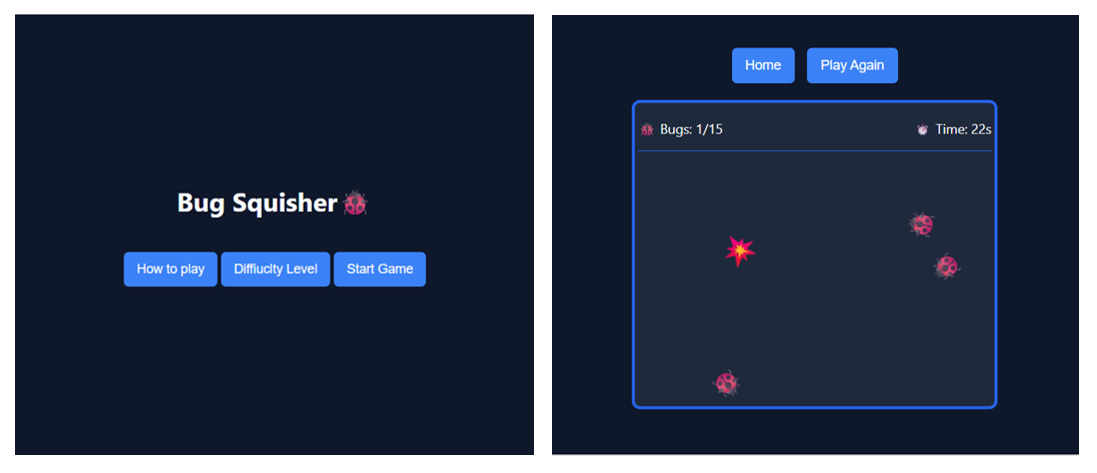 Bug Squisher
How to play
Diffiuclty Level
Start Game
Home
Play Again
Bugs: 1/15
Time: 22s